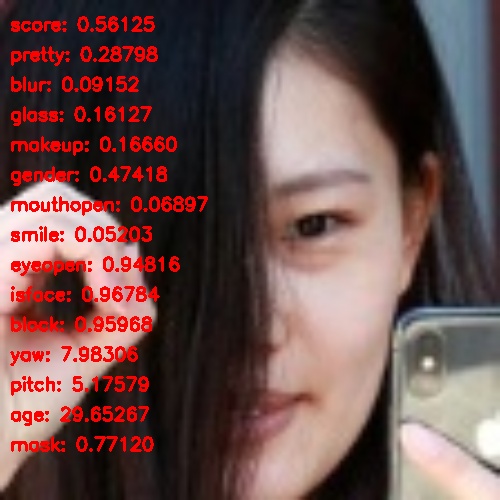 score: 0.56125
pretty: 0.28798
blur: 0.09152
glass: 0.16127
makeup: 0.16660
gender: 0.47418
mouthopen: 0.06897
smile: 0.05203
eyeopen: 0.94816
isface: 0.96784
block: 0.95968
yaw: 7.98306
pitch: 5.17579
age: 29.65267
mask: 0.77120